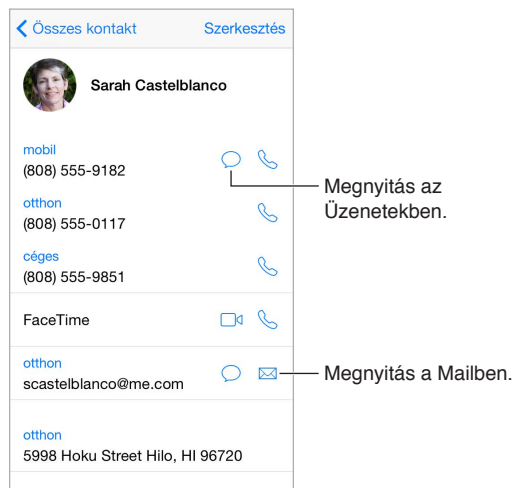 Összes kontakt Szerkesztés
Sarah Castelblanco
mobil
(808) 555-9182
Megnyitás az
Üzenetekben.
otthon
(808) 555-0117
céges
(808) 555-9851
FaceTime
otthon
scastelblanco@me.com
Megnyitás a Mailben.
otthon
5998 Hoku Street Hilo, HI 96720